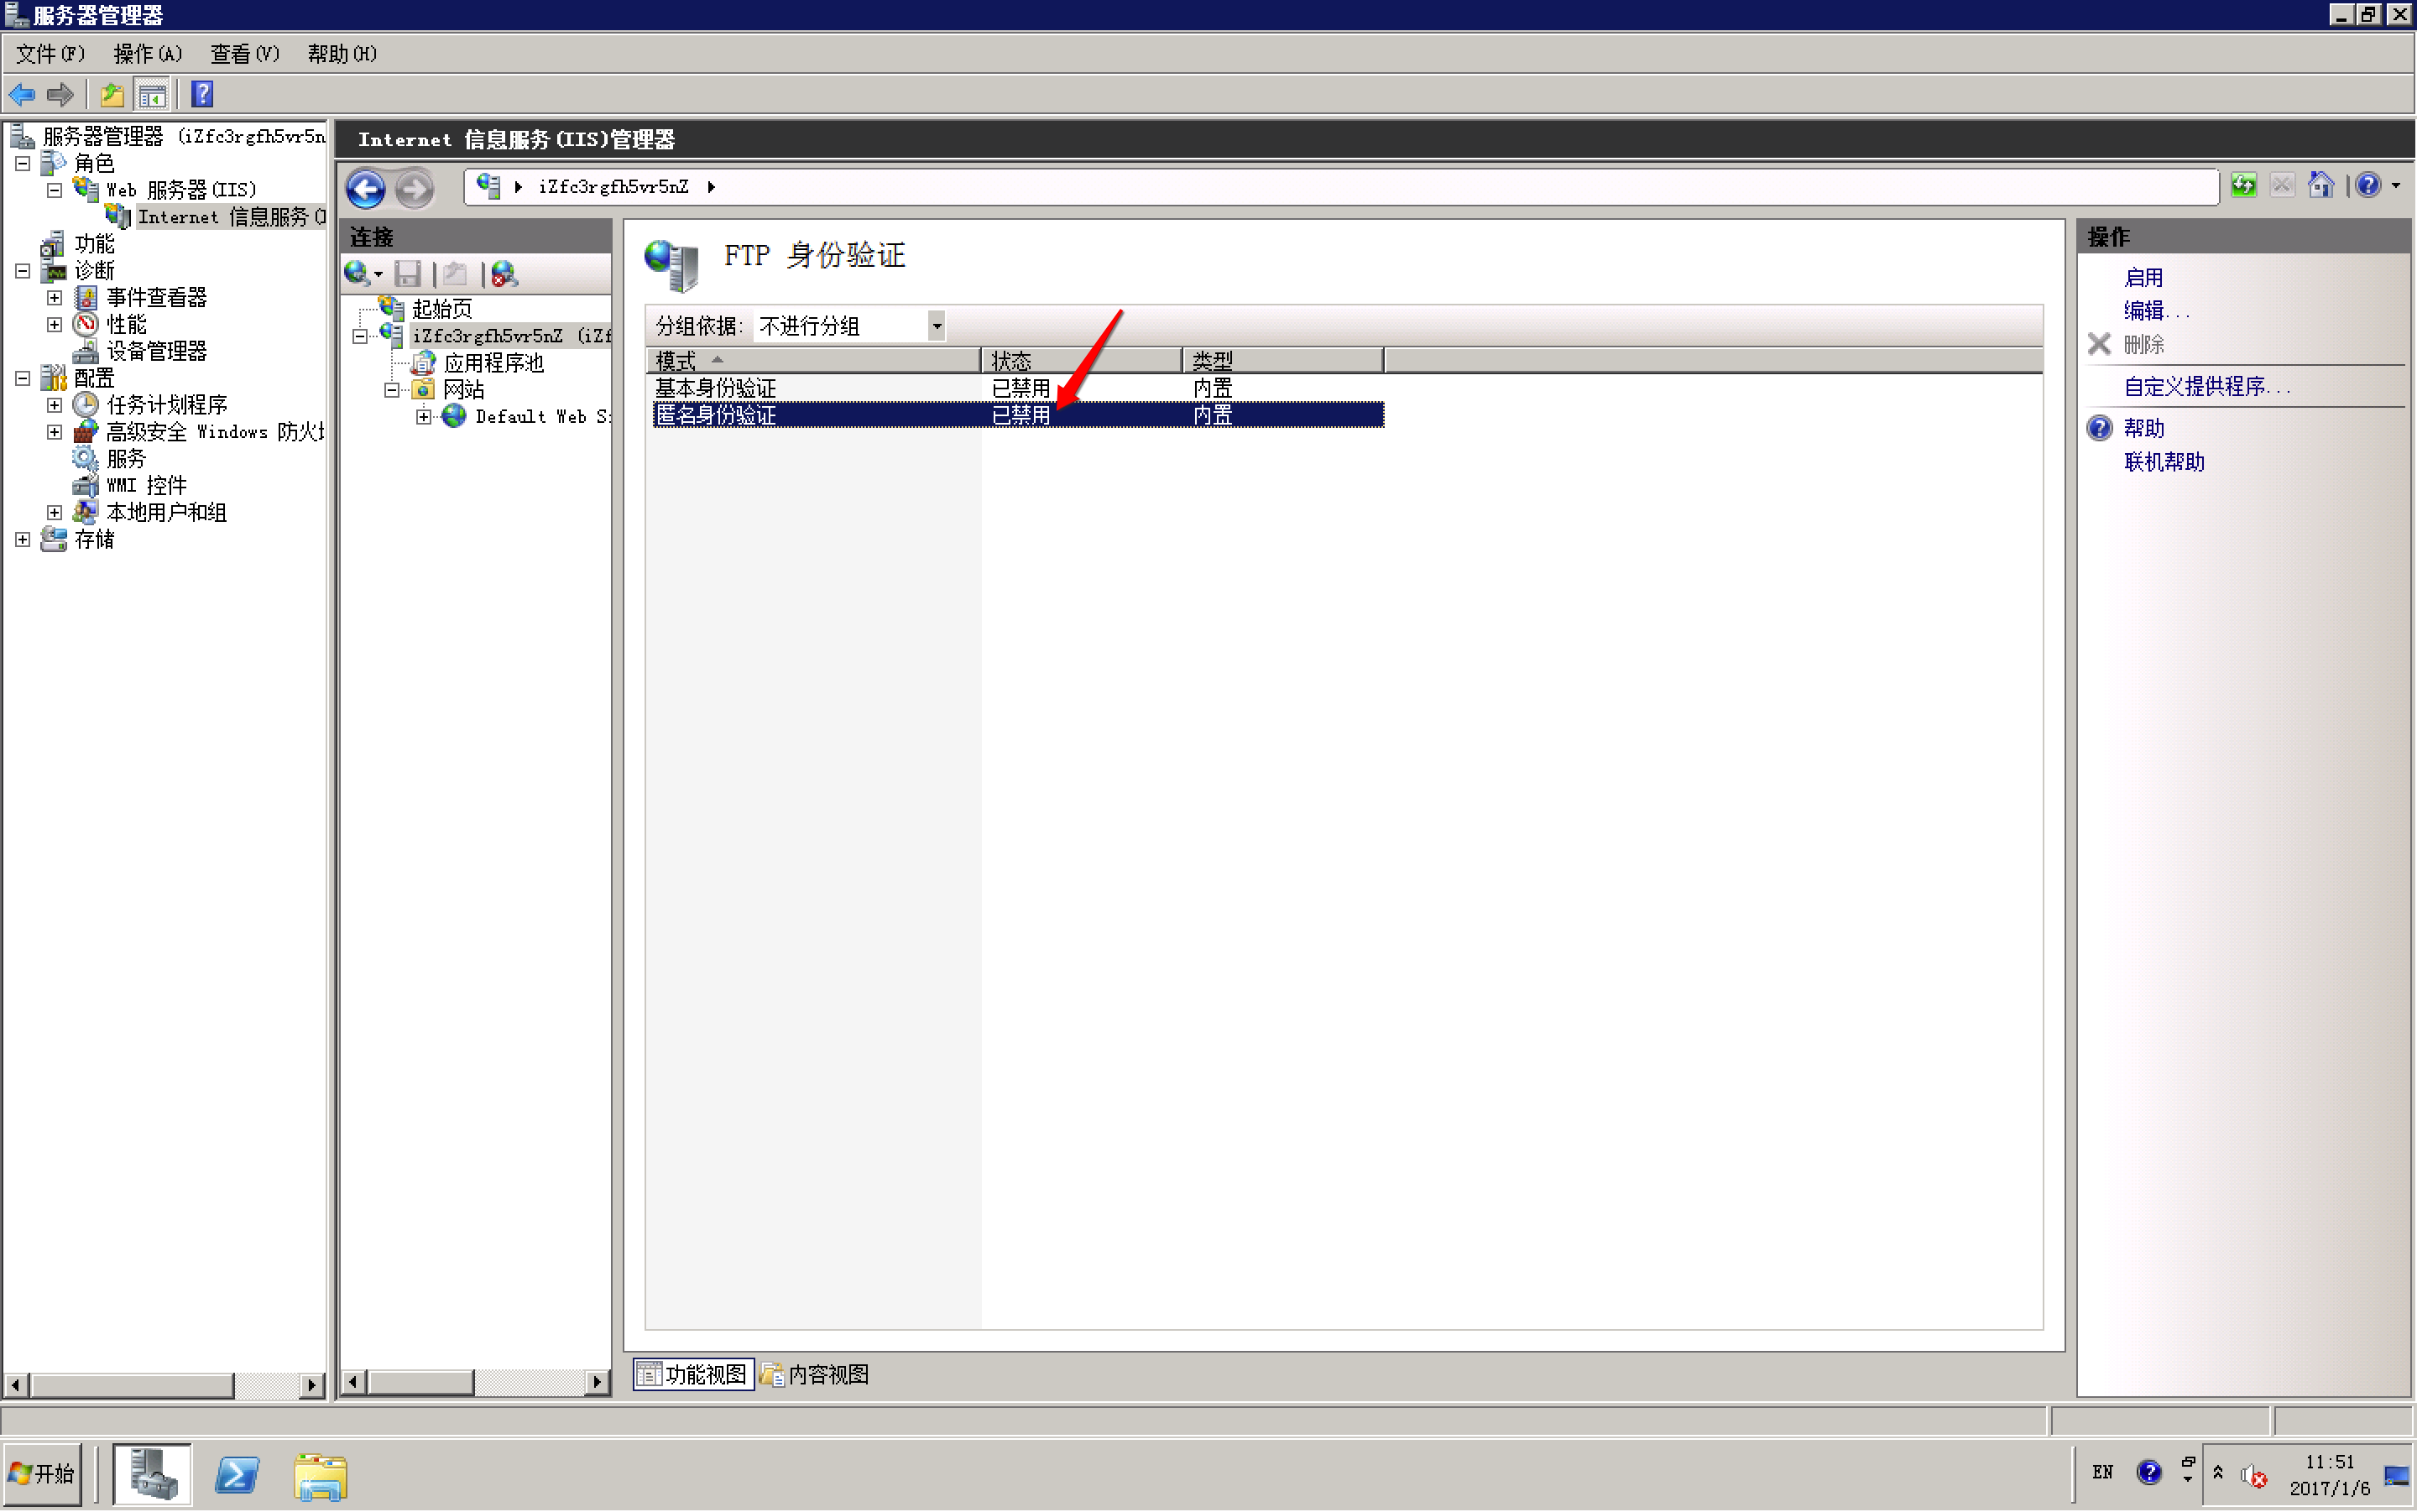 服务器管理器
文件(F) 操作(A) 查看(V) 帮助(H)
服务器管理器 (iZfc3rgfh5vr5n
角色
Web 服务器(IIS)
Internet 信息服务(I
功能
诊断
事件查看器
性能
设备管理器
配置
任务计划程序
高级安全 Windows 防火
服务
WMI 控件
本地用户和组
存储
Internet 信息服务(IIS)管理器
iZfc3rgfh5vr5nZ
连接
起始页
iZfc3rgfh5vr5nZ (iZf
应用程序池
网站
Default Web S
FTP 身份验证
分组依据: 不进行分组
模式 状态 类型
基本身份验证 已禁用 内置
匿名身份验证 已禁用 内置
功能视图 内容视图
操作
启用
编辑...
删除
自定义提供程序...
帮助
联机帮助
开始
EN
11:51
2017/1/6